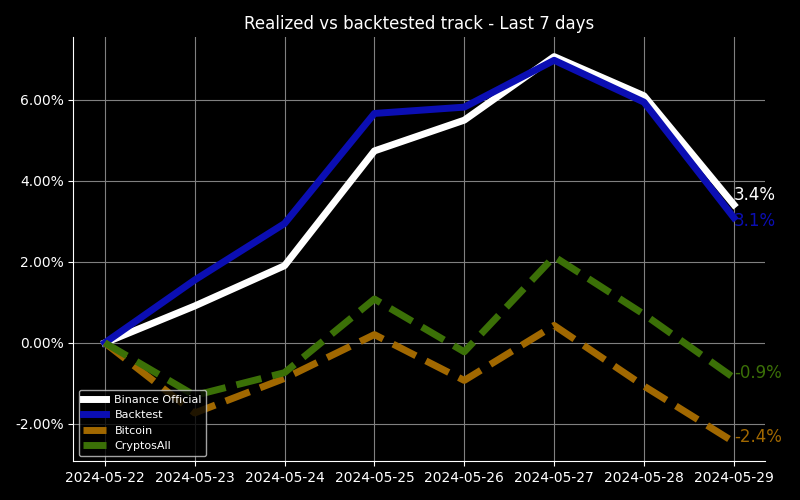 Realized vs backtested track - Last 7 days
6.00%
4.00%
2.00%
0.00%
-2.00%
3.4%
3.1%
-0.9%
-2.4%
Binance Official
Backtest
Bitcoin
CryptosAll
2024-05-22 2024-05-23 2024-05-24 2024-05-25 2024-05-26 2024-05-27 2024-05-28 2024-05-29